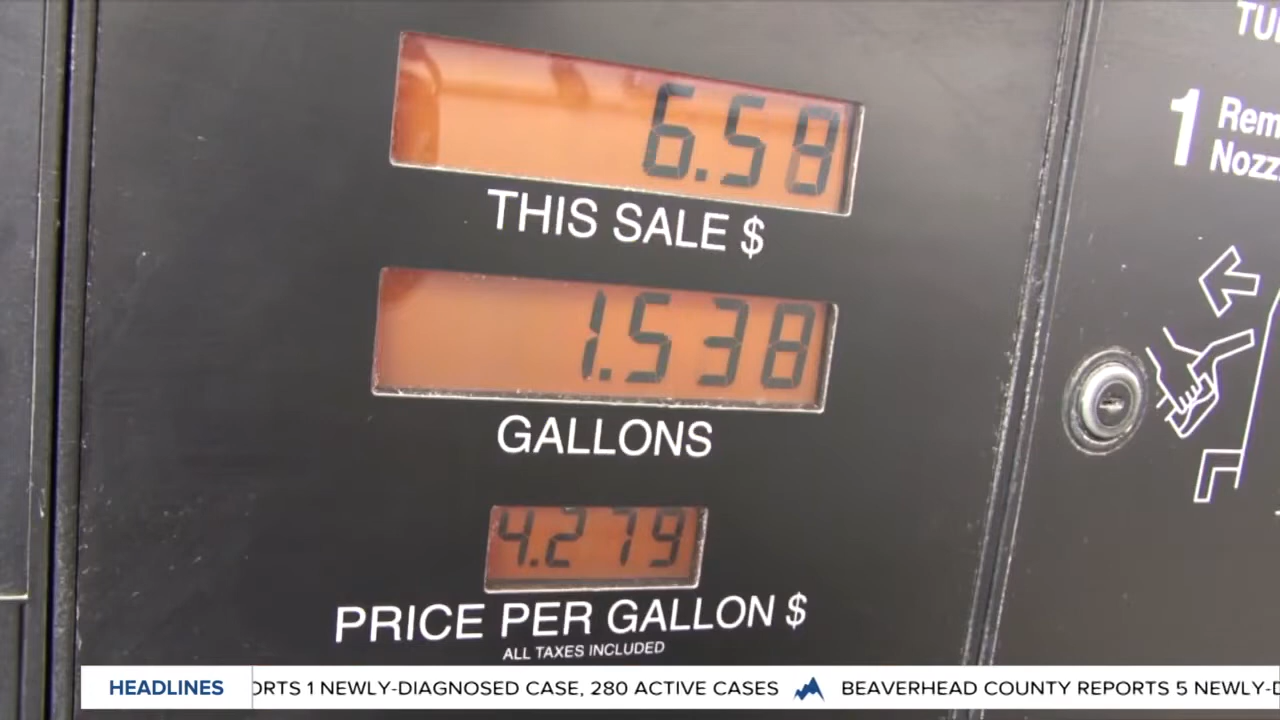 6.58
THIS SALE $
1.538
GALLONS
4.279
PRICE PER GALLON $
ALL TAXES INCLUDED
1
HEADLINES
1 NEWLY-DIAGNOSED CASE, 280 ACTIVE CASES
BEAVERHEAD COUNTY REPORTS 5